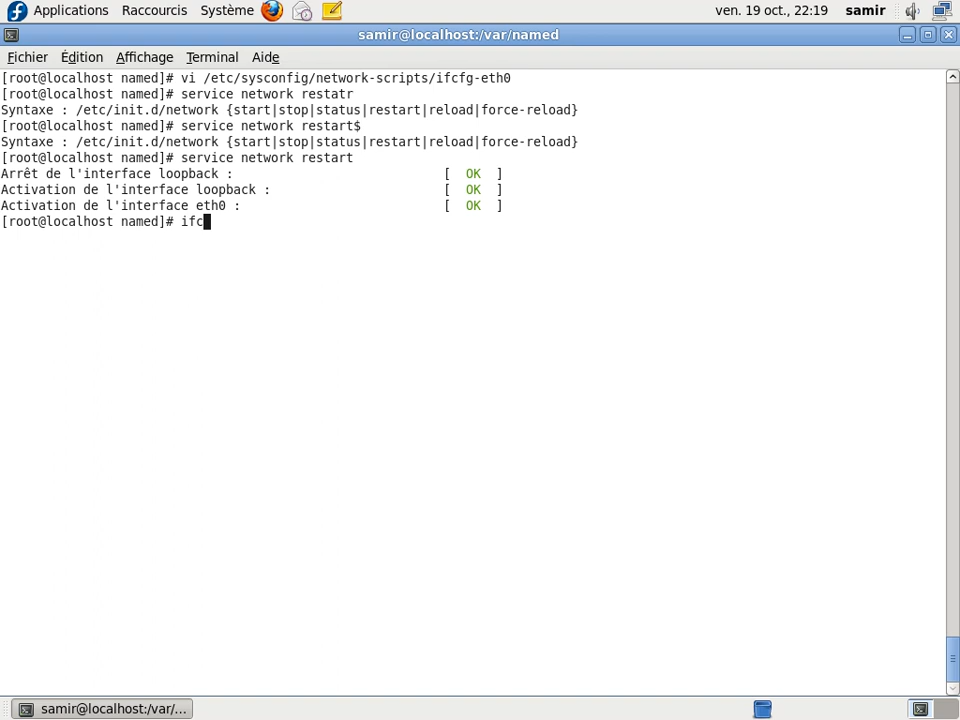 Applications Raccourcis Système ven. 19 oct., 22:19 samir
samir@localhost:/var/named
Fichier Édition Affichage Terminal Aide
[root@localhost named]# vi /etc/sysconfig/network-scripts/ifcfg-eth0
[root@localhost named]# service network restatr
Syntaxe : /etc/init.d/network {start|stop|status|restart|reload|force-reload}
[root@localhost named]# service network restart$
Syntaxe : /etc/init.d/network {start|stop|status|restart|reload|force-reload}
[root@localhost named]# service network restart
Arrêt de l'interface loopback : [ OK ]
Activation de l'interface loopback : [ OK ]
Activation de l'interface eth0 : [ OK ]
[root@localhost named]# ifc
samir@localhost:/var/...